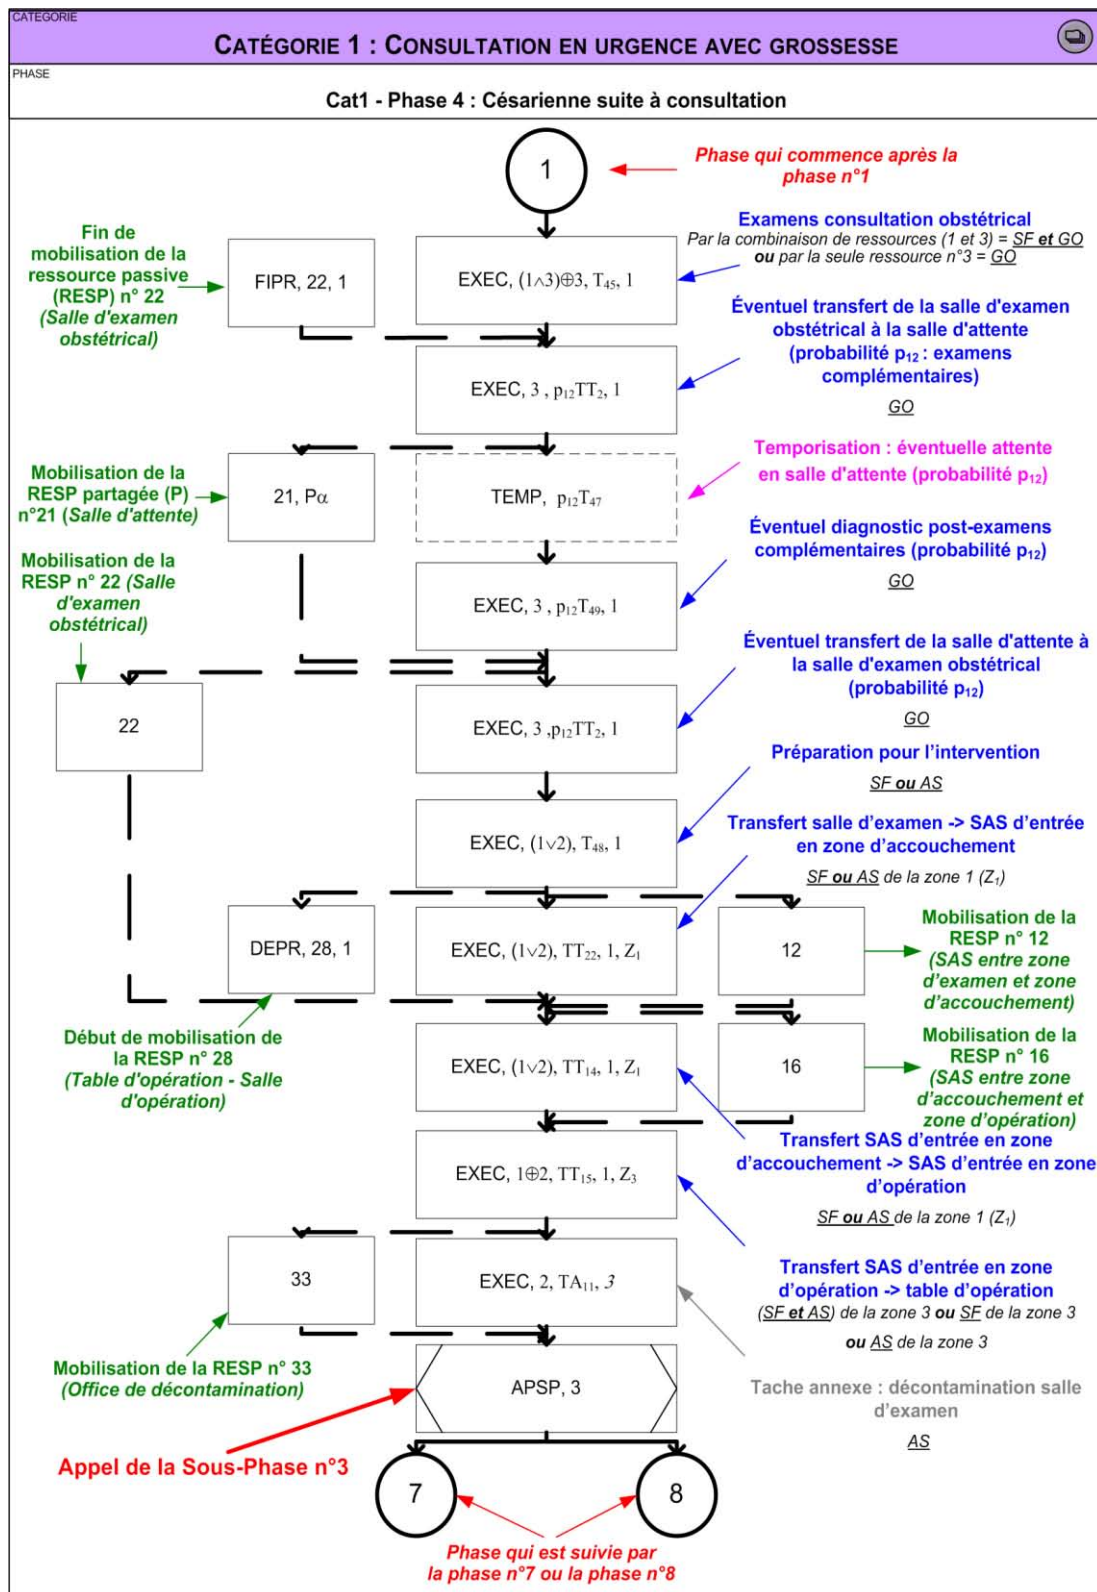 CATEGORIE
CATÉGORIE 1 : CONSULTATION EN URGENCE AVEC GROSSESSE
PHASE
Cat1 - Phase 4 : Césarienne suite à consultation
1
Phase qui commence après la
phase n°1
Fin de
mobilisation de la
ressource passive
(RESP) n° 22
(Salle d'examen
obstétrical)
FIPR, 22, 1
EXEC, (1∧3)⊕3, T₄₅, 1
Examens consultation obstétrical
Par la combinaison de ressources (1 et 3) = SF et GO
ou par la seule ressource n°3 = GO
EXEC, 3 , p₁₂TT₂, 1
Éventuel transfert de la salle d'examen
obstétrical à la salle d'attente
(probabilité p₁₂ : examens
complémentaires)
GO
Mobilisation de la
RESP partagée (P)
n°21 (Salle d'attente)
21, Pα
TEMP, p₁₂T₄₇
Temporisation : éventuelle attente
en salle d'attente (probabilité p₁₂)
EXEC, 3 , p₁₂T₄₉, 1
Éventuel diagnostic post-examens
complémentaires (probabilité p₁₂)
GO
Mobilisation de la
RESP n° 22 (Salle
d'examen
obstétrical)
22
EXEC, 3 ,p₁₂TT₂, 1
Éventuel transfert de la salle d'attente à
la salle d'examen obstétrical
(probabilité p₁₂)
GO
EXEC, (1∨2), T₄₈, 1
Préparation pour l’intervention
SF ou AS
DEPR, 28, 1
EXEC, (1∨2), TT₂₂, 1, Z₁
12
Transfert salle d’examen -> SAS d’entrée
en zone d’accouchement
SF ou AS de la zone 1 (Z₁)
Mobilisation de la
RESP n° 12
(SAS entre zone
d’examen et zone
d’accouchement)
Début de mobilisation de
la RESP n° 28
(Table d'opération - Salle
d'opération)
EXEC, (1∨2), TT₁₄, 1, Z₁
16
Mobilisation de la
RESP n° 16
(SAS entre zone
d’accouchement et
zone d’opération)
Transfert SAS d’entrée en zone
d’accouchement -> SAS d’entrée en zone
d’opération
SF ou AS de la zone 1 (Z₁)
EXEC, 1⊕2, TT₁₅, 1, Z₃
Transfert SAS d’entrée en zone
d’opération -> table d’opération
(SF et AS) de la zone 3 ou SF de la zone 3
ou AS de la zone 3
33
EXEC, 2, TA₁₁, 3
Mobilisation de la RESP n° 33
(Office de décontamination)
Tache annexe : décontamination salle
d’examen
AS
APSP, 3
Appel de la Sous-Phase n°3
7
8
Phase qui est suivie par
la phase n°7 ou la phase n°8